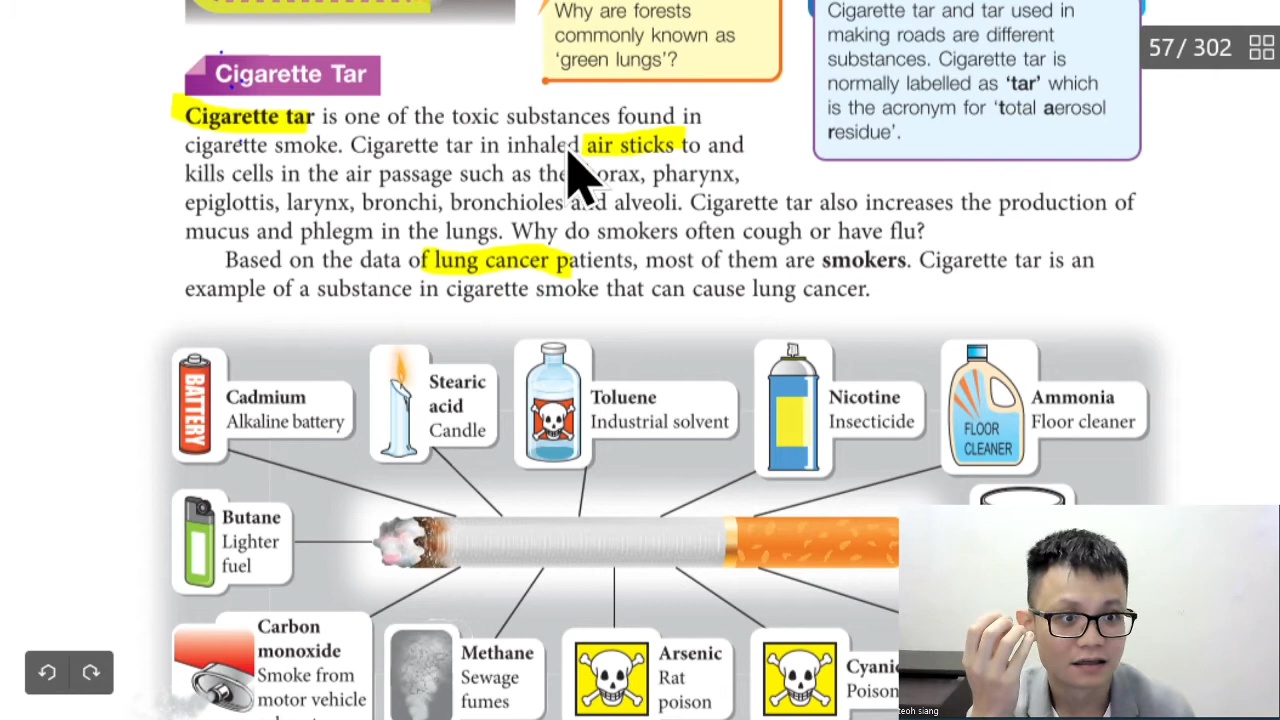 Why are forests
commonly known as
‘green lungs’?
Cigarette tar and tar used in
making roads are different
substances. Cigarette tar is
normally labelled as ‘tar’ which
is the acronym for ‘total aerosol
residue’.
57/ 302
Cigarette Tar
Cigarette tar is one of the toxic substances found in
cigarette smoke. Cigarette tar in inhaled air sticks to and
kills cells in the air passage such as the pharynx,
epiglottis, larynx, bronchi, bronchioles and alveoli. Cigarette tar also increases the production of
mucus and phlegm in the lungs. Why do smokers often cough or have flu?
Based on the data of lung cancer patients, most of them are smokers. Cigarette tar is an
example of a substance in cigarette smoke that can cause lung cancer.
BATTERY
Cadmium
Alkaline battery
Stearic
acid
Candle
Toluene
Industrial solvent
Nicotine
Insecticide
FLOOR
CLEANER
Ammonia
Floor cleaner
Butane
Lighter
fuel
Carbon
monoxide
Smoke from
motor vehicle
Methane
Sewage
fumes
Arsenic
Rat
poison
Cyani
Poison
teoh siang